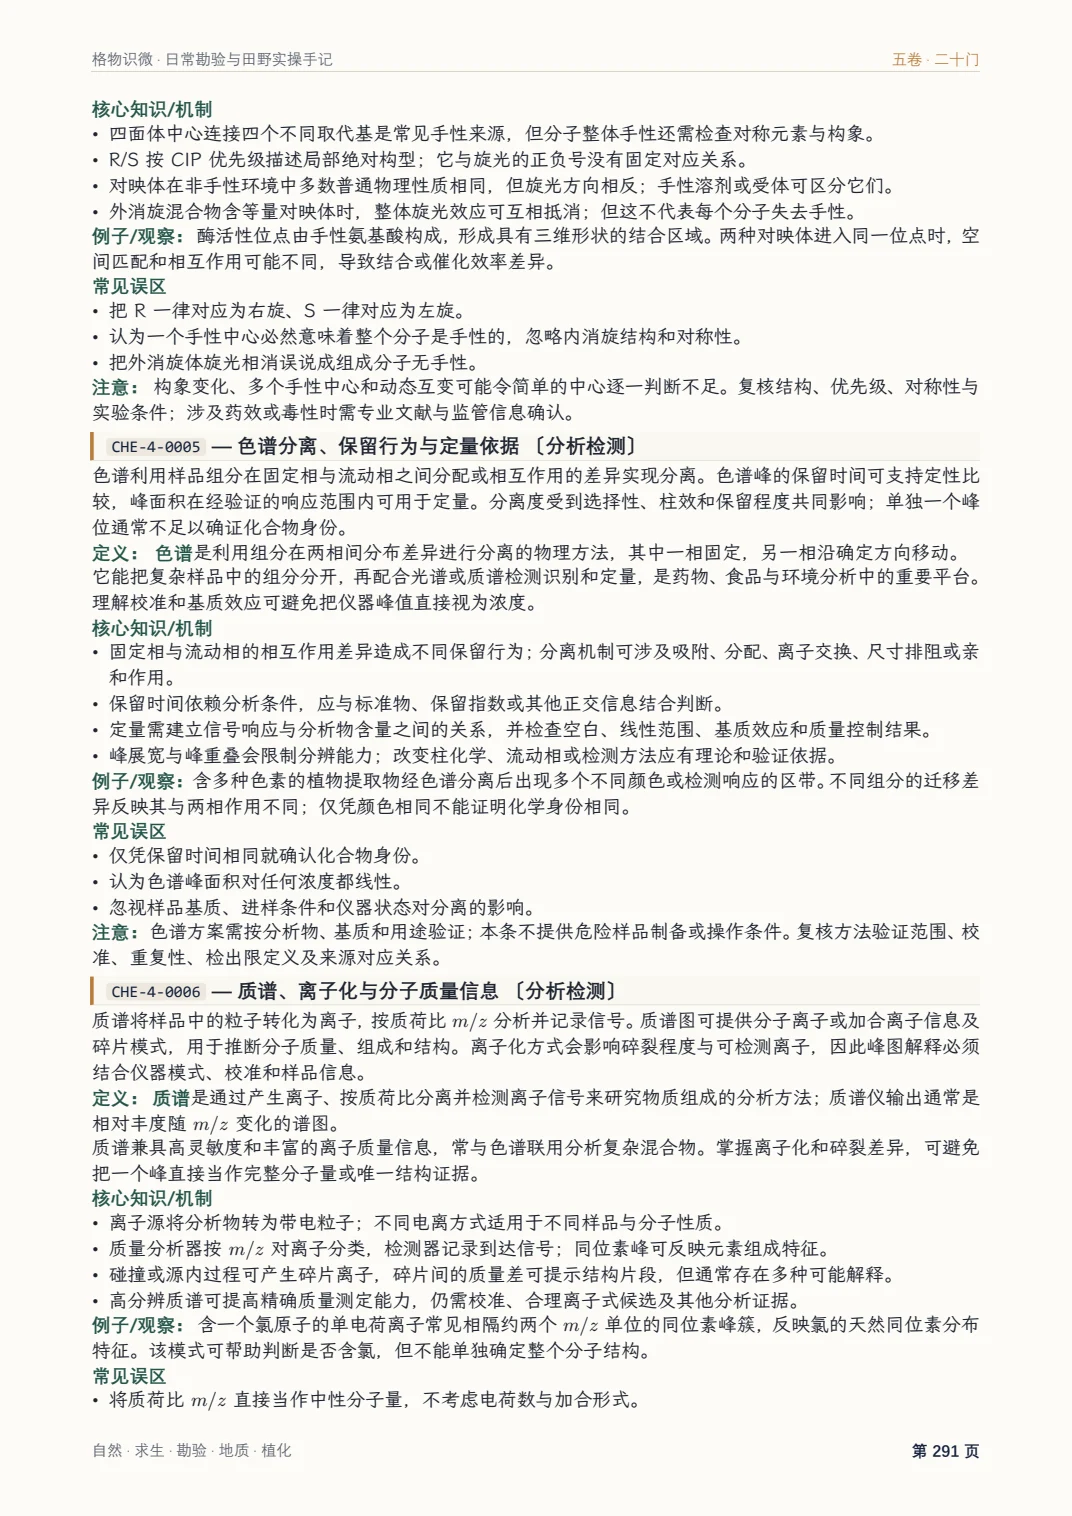 格物识微 · 日常勘验与田野实操手记
五卷 · 二十门
核心知识/机制
• 四面体中心连接四个不同取代基是常见手性来源，但分子整体手性还需检查对称元素与构象。
• R/S 按 CIP 优先级描述局部绝对构型；它与旋光的正负号没有固定对应关系。
• 对映体在非手性环境中多数普通物理性质相同，但旋光方向相反；手性溶剂或受体可区分它们。
• 外消旋混合物含等量对映体时，整体旋光效应可互相抵消；但这不代表每个分子失去手性。
例子/观察： 酶活性位点由手性氨基酸构成，形成具有三维形状的结合区域。两种对映体进入同一位点时，空
间匹配和相互作用可能不同，导致结合或催化效率差异。
常见误区
• 把 R 一律对应为右旋、S 一律对应为左旋。
• 认为一个手性中心必然意味着整个分子是手性的，忽略内消旋结构和对称性。
• 把外消旋体旋光相消误说成组成分子无手性。
注意： 构象变化、多个手性中心和动态互变可能令简单的中心逐一判断不足。复核结构、优先级、对称性与
实验条件；涉及药效或毒性时需专业文献与监管信息确认。
CHE-4-0005 — 色谱分离、保留行为与定量依据 〔分析检测〕
色谱利用样品组分在固定相与流动相之间分配或相互作用的差异实现分离。色谱峰的保留时间可支持定性比
较，峰面积在经验证的响应范围内可用于定量。分离度受到选择性、柱效和保留程度共同影响；单独一个峰
位通常不足以确证化合物身份。
定义： 色谱是利用组分在两相间分布差异进行分离的物理方法，其中一相固定，另一相沿确定方向移动。
它能把复杂样品中的组分分开，再配合光谱或质谱检测识别和定量，是药物、食品与环境分析中的重要平台。
理解校准和基质效应可避免把仪器峰值直接视为浓度。
核心知识/机制
• 固定相与流动相的相互作用差异造成不同保留行为；分离机制可涉及吸附、分配、离子交换、尺寸排阻或亲
和作用。
• 保留时间依赖分析条件，应与标准物、保留指数或其他正交信息结合判断。
• 定量需建立信号响应与分析物含量之间的关系，并检查空白、线性范围、基质效应和质量控制结果。
• 峰展宽与峰重叠会限制分辨能力；改变柱化学、流动相或检测方法应有理论和验证依据。
例子/观察：含多种色素的植物提取物经色谱分离后出现多个不同颜色或检测响应的区带。不同组分的迁移差
异反映其与两相作用不同；仅凭颜色相同不能证明化学身份相同。
常见误区
• 仅凭保留时间相同就确认化合物身份。
• 认为色谱峰面积对任何浓度都线性。
• 忽视样品基质、进样条件和仪器状态对分离的影响。
注意：色谱方案需按分析物、基质和用途验证；本条不提供危险样品制备或操作条件。复核方法验证范围、校
准、重复性、检出限定义及来源对应关系。
CHE-4-0006 — 质谱、离子化与分子质量信息 〔分析检测〕
质谱将样品中的粒子转化为离子，按质荷比 m/z 分析并记录信号。质谱图可提供分子离子或加合离子信息及
碎片模式，用于推断分子质量、组成和结构。离子化方式会影响碎裂程度与可检测离子，因此峰图解释必须
结合仪器模式、校准和样品信息。
定义： 质谱是通过产生离子、按质荷比分离并检测离子信号来研究物质组成的分析方法；质谱仪输出通常是
相对丰度随 m/z 变化的谱图。
质谱兼具高灵敏度和丰富的离子质量信息，常与色谱联用分析复杂混合物。掌握离子化和碎裂差异，可避免
把一个峰直接当作完整分子量或唯一结构证据。
核心知识/机制
• 离子源将分析物转为带电粒子；不同电离方式适用于不同样品与分子性质。
• 质量分析器按 m/z 对离子分类，检测器记录到达信号；同位素峰可反映元素组成特征。
• 碰撞或源内过程可产生碎片离子，碎片间的质量差可提示结构片段，但通常存在多种可能解释。
• 高分辨质谱可提高精确质量测定能力，仍需校准、合理离子式候选及其他分析证据。
例子/观察： 含一个氯原子的单电荷离子常见相隔约两个 m/z 单位的同位素峰簇，反映氯的天然同位素分布
特征。该模式可帮助判断是否含氯，但不能单独确定整个分子结构。
常见误区
• 将质荷比 m/z 直接当作中性分子量，不考虑电荷数与加合形式。
自然 · 求生 · 勘验 · 地质 · 植化
第 291 页